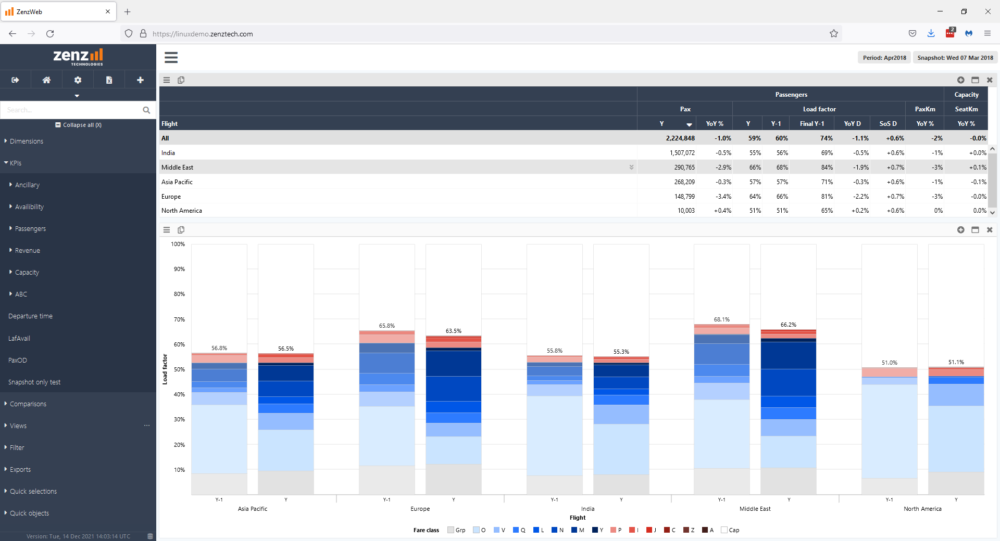 ZenzWeb
https://linuxdemo.zenztech.com
2
zenz
TECHNOLOGIES
Period: Apr2018 Snapshot: Wed 07 Mar 2018
Search...
Collapse all (X)
Dimensions
KPIs
Ancillary
Availibility
Passengers
Revenue
Capacity
ABC
Departure time
LafAvail
PaxOD
Snapshot only test
Comparisons
Views
Filter
Exports
Quick selections
Quick objects
Version: Tue, 14 Dec 2021 14:03:14 UTC
Passengers Capacity
Pax Load factor PaxKm SeatKm
Flight Y YoY % Y Y-1 Final Y-1 YoY D SoS D YoY % YoY %
All 2,224,848 -1.0% 59% 60% 74% -1.1% +0.6% -2% -0.0%
India 1,507,072 -0.5% 55% 56% 69% -0.5% +0.6% -1% +0.0%
Middle East 290,765 -2.9% 66% 68% 84% -1.9% +0.7% -3% +0.1%
Asia Pacific 268,209 -0.3% 57% 57% 71% -0.3% +0.6% -1% -0.1%
Europe 148,799 -3.4% 64% 66% 81% -2.2% +0.7% -3% -0.0%
North America 10,003 +0.4% 51% 51% 65% +0.2% +0.6% 0% 0.0%
100%
90%
80%
70%
60%
50%
40%
30%
20%
10%
Load factor
56.8% 56.5% 65.8% 63.5% 55.8% 55.3% 68.1% 66.2% 51.0% 51.1%
Y-1 Y Y-1 Y Y-1 Y Y-1 Y Y-1 Y
Asia Pacific Europe India Middle East North America
Flight
Fare class Grp O V Q L N M Y P I J C Z A Cap